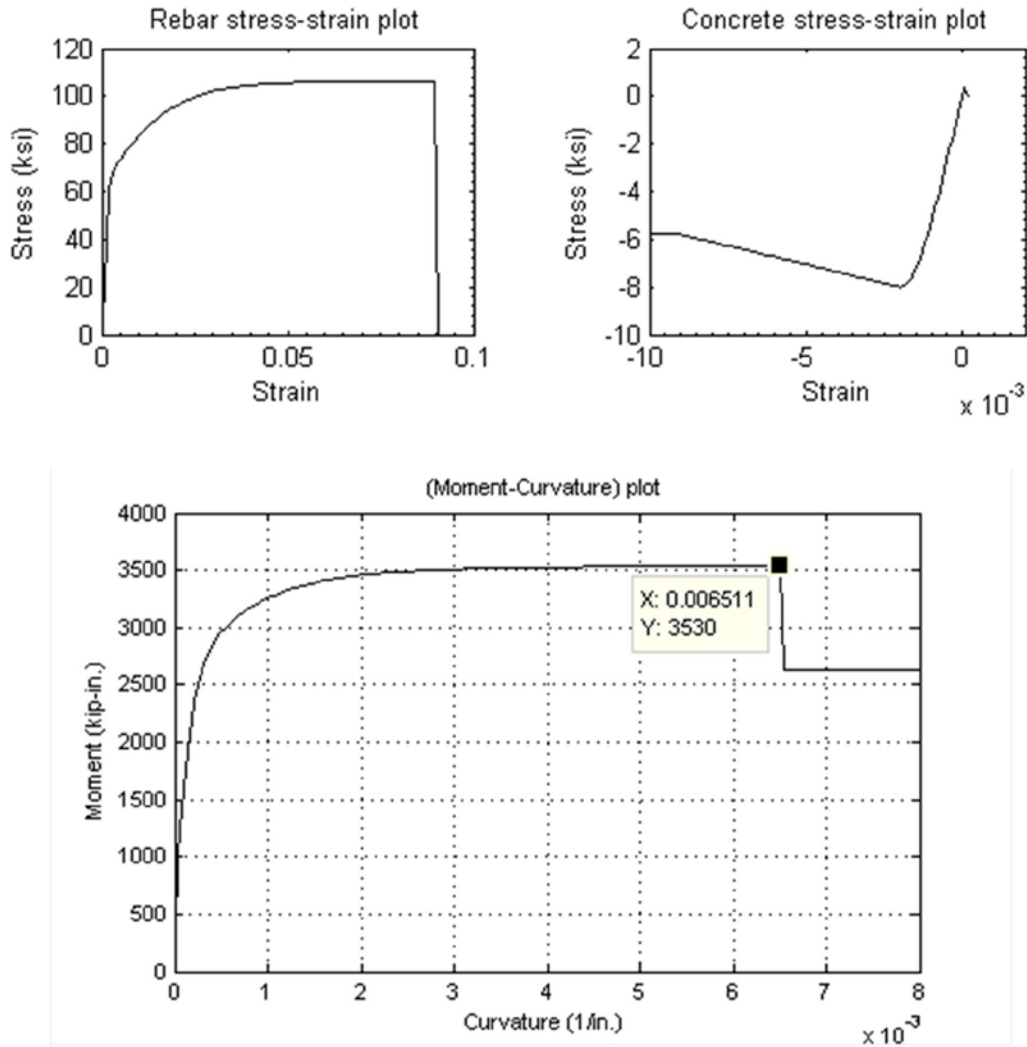 Rebar stress-strain plot
Stress (ksi)
120
100
80
60
40
20
0
0 0.05 0.1
Strain
Concrete stress-strain plot
Stress (ksi)
2
0
-2
-4
-6
-8
-10
-10 -5 0
Strain
x 10⁻³
(Moment-Curvature) plot
Moment (kip-in.)
4000
3500
3000
2500
2000
1500
1000
500
0
X: 0.006511
Y: 3530
0 1 2 3 4 5 6 7 8
Curvature (1/in.)
x 10⁻³